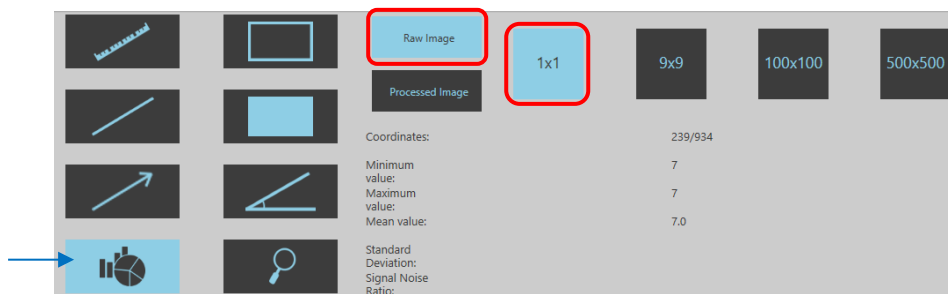 Raw Image
1x1
9x9
100x100
500x500
Processed Image
Coordinates: 239/934
Minimum
value: 7
Maximum
value: 7
Mean value: 7.0
Standard
Deviation:
Signal Noise
Ratio: